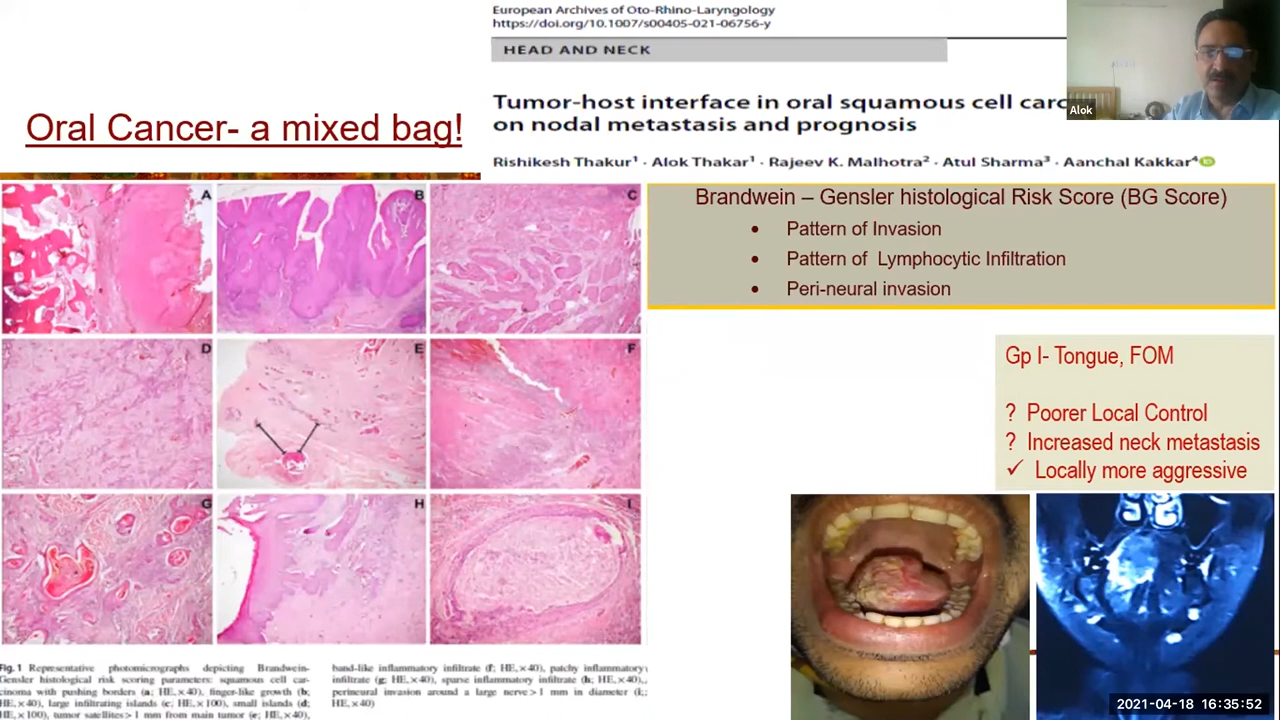 European Archives of Oto-Rhino-Laryngology
https://doi.org/10.1007/s00405-021-06756-y
HEAD AND NECK
Alok
Oral Cancer- a mixed bag!
Tumor-host interface in oral squamous cell carc
on nodal metastasis and prognosis
Rishikesh Thakur¹ · Alok Thakar¹ · Rajeev K. Malhotra² · Atul Sharma³ · Aanchal Kakkar⁴
A
B
C
D
E
F
G
H
I
Brandwein – Gensler histological Risk Score (BG Score)
• Pattern of Invasion
• Pattern of Lymphocytic Infiltration
• Peri-neural invasion
Gp I- Tongue, FOM
? Poorer Local Control
? Increased neck metastasis
✓ Locally more aggressive
Fig. 1 Representative photomicrographs depicting Brandwein-
Gensler histological risk scoring parameters: squamous cell car-
cinoma with pushing borders (a; HE,×40), finger-like growth (b;
HE,×40), large infiltrating islands (c; HE,×100), small islands (d;
HE,×100), tumor satellites>1 mm from main tumor (e; HE,×40),
band-like inflammatory infiltrate (f; HE,×40), patchy inflammatory
infiltrate (g; HE,×40), sparse inflammatory infiltrate (h; HE,×40),
perineural invasion around a large nerve>1 mm in diameter (i;
HE,×40)
2021-04-18 16:35:52